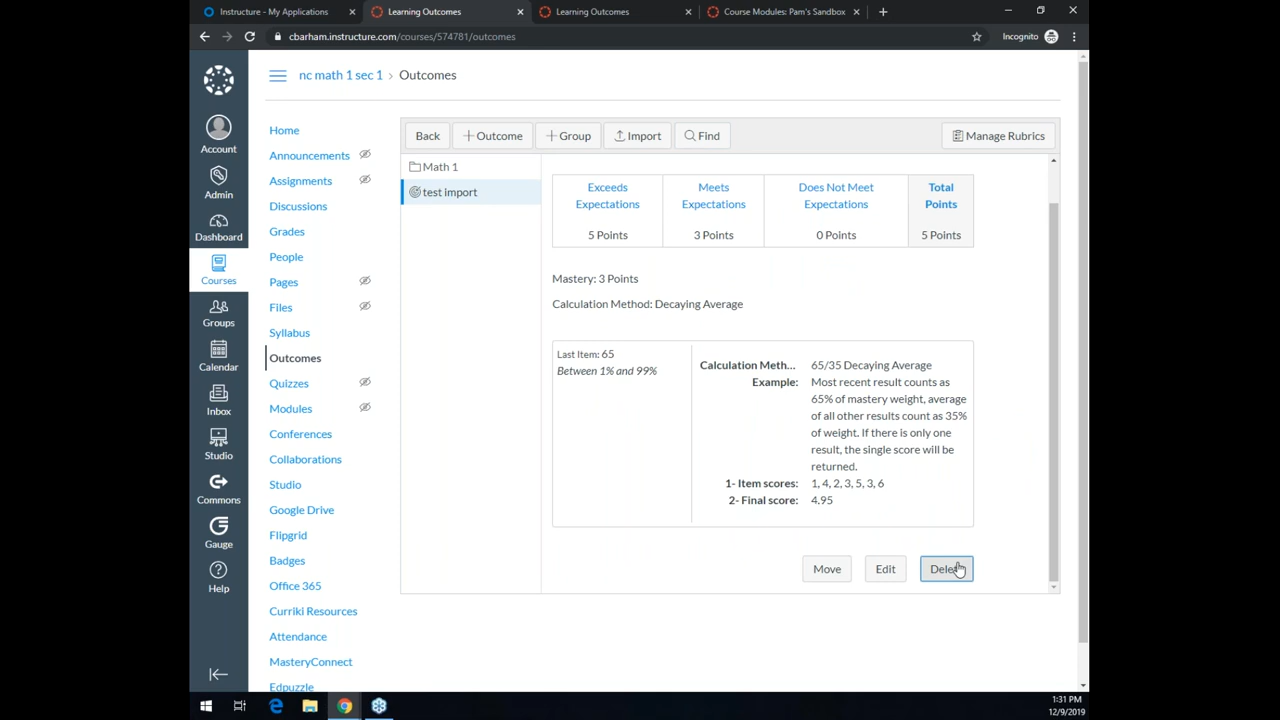 Instructure - My Applications
Learning Outcomes
Learning Outcomes
Course Modules: Pam's Sandbox
cbarham.instructure.com/courses/574781/outcomes
Incognito
nc math 1 sec 1 › Outcomes
Account
Admin
Dashboard
Courses
Groups
Calendar
Inbox
Studio
Commons
Gauge
Help
Home
Announcements
Assignments
Discussions
Grades
People
Pages
Files
Syllabus
Outcomes
Quizzes
Modules
Conferences
Collaborations
Studio
Google Drive
Flipgrid
Badges
Office 365
Curriki Resources
Attendance
MasteryConnect
Edpuzzle
Back
+ Outcome
+ Group
Import
Find
Manage Rubrics
Math 1
test import
Exceeds
Expectations
5 Points
Meets
Expectations
3 Points
Does Not Meet
Expectations
0 Points
Total
Points
5 Points
Mastery: 3 Points
Calculation Method: Decaying Average
Last Item: 65
Between 1% and 99%
Calculation Meth... 65/35 Decaying Average
Example: Most recent result counts as
65% of mastery weight, average
of all other results count as 35%
of weight. If there is only one
result, the single score will be
returned.
1- Item scores: 1, 4, 2, 3, 5, 3, 6
2- Final score: 4.95
Move
Edit
1:31 PM
12/9/2019